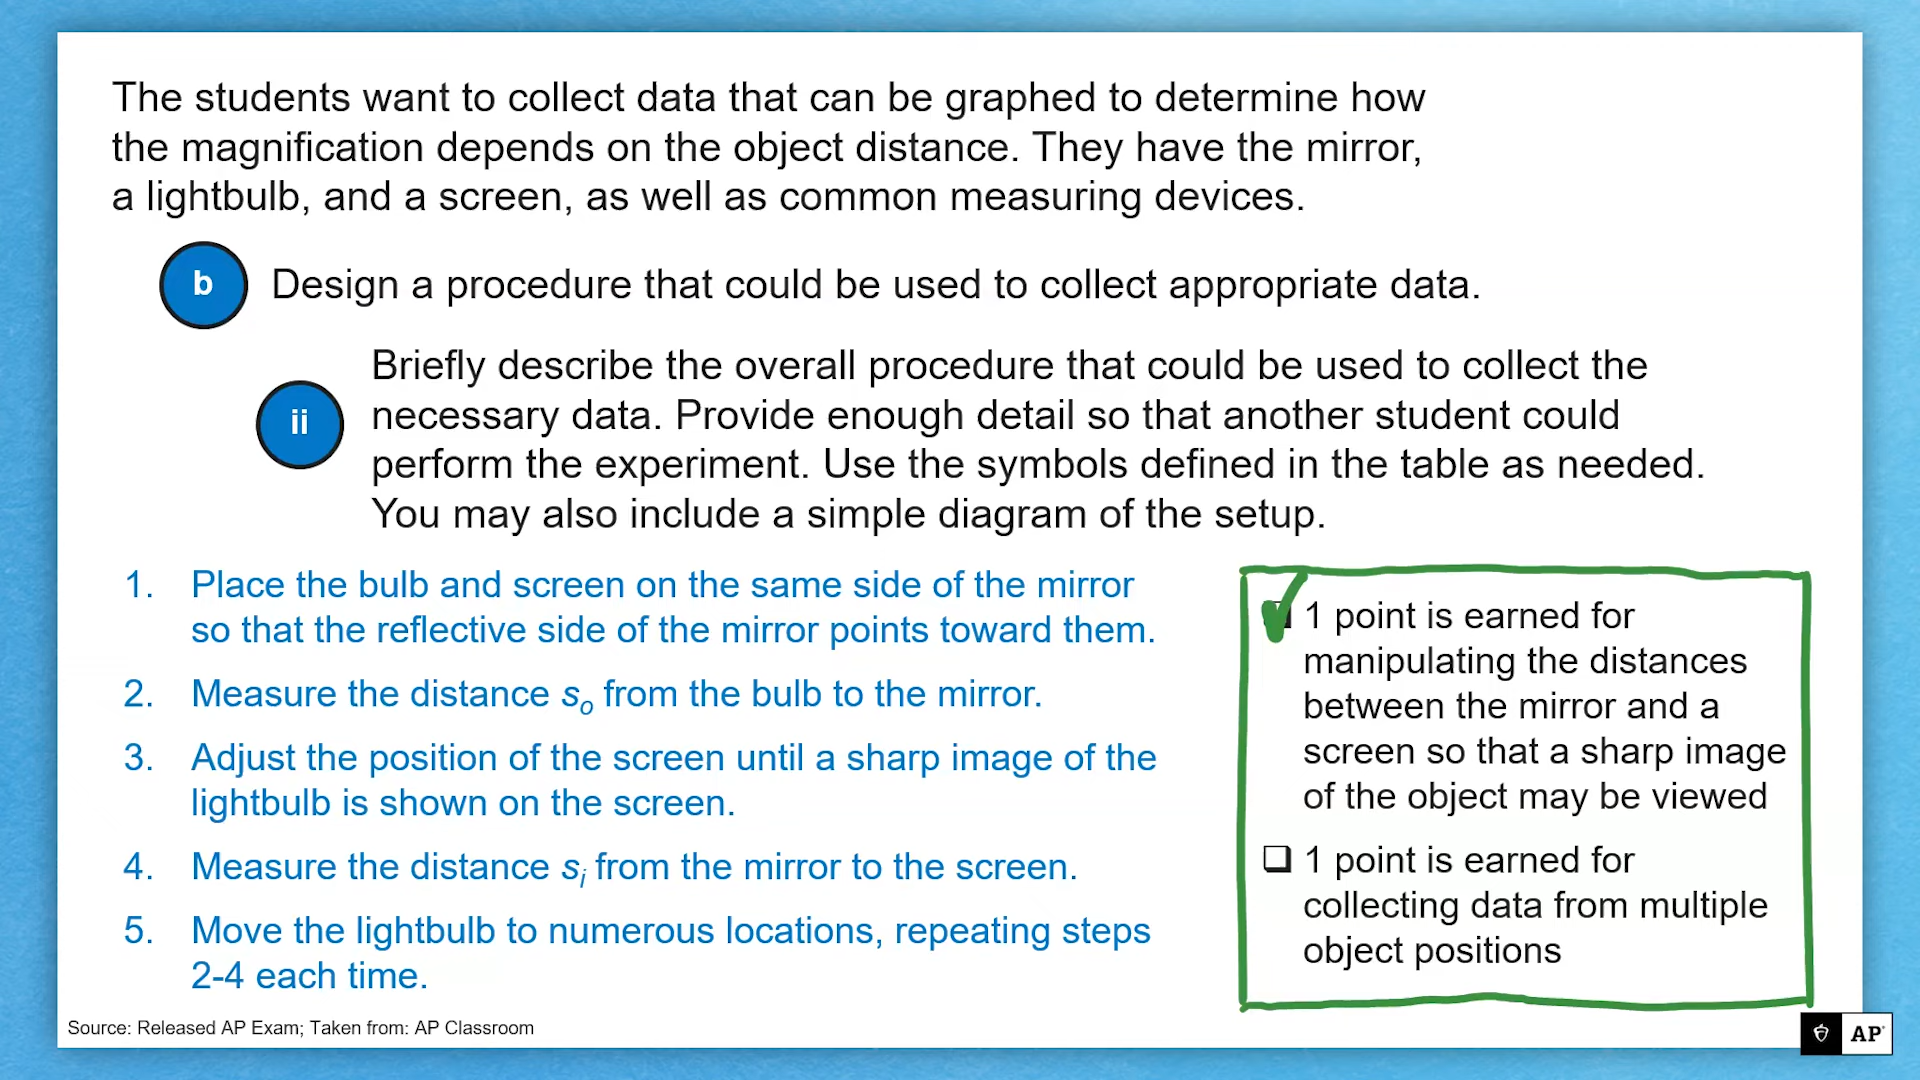 The students want to collect data that can be graphed to determine how
the magnification depends on the object distance. They have the mirror,
a lightbulb, and a screen, as well as common measuring devices.
b Design a procedure that could be used to collect appropriate data.
Briefly describe the overall procedure that could be used to collect the
ii necessary data. Provide enough detail so that another student could
perform the experiment. Use the symbols defined in the table as needed.
You may also include a simple diagram of the setup.
1. Place the bulb and screen on the same side of the mirror
so that the reflective side of the mirror points toward them.
2. Measure the distance so from the bulb to the mirror.
3. Adjust the position of the screen until a sharp image of the
lightbulb is shown on the screen.
4. Measure the distance si from the mirror to the screen.
5. Move the lightbulb to numerous locations, repeating steps
2-4 each time.
1 point is earned for
manipulating the distances
between the mirror and a
screen so that a sharp image
of the object may be viewed
1 point is earned for
collecting data from multiple
object positions
Source: Released AP Exam; Taken from: AP Classroom
AP